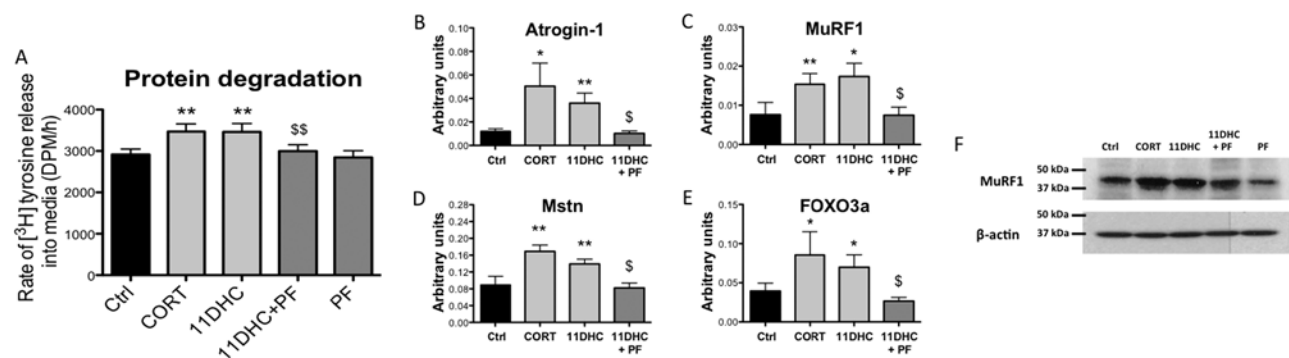 A
Protein degradation
Rate of [³H] tyrosine release
into media (DPM/h)
4000
3000
2000
1000
0
**
**
$$
Ctrl
CORT
11DHC
11DHC+PF
PF
B
Atrogin-1
Arbitrary units
0.10
0.08
0.06
0.04
0.02
0.00
*
**
$
Ctrl
CORT
11DHC
11DHC
+ PF
C
MuRF1
Arbitrary units
0.03
0.02
0.01
0.00
**
*
$
Ctrl
CORT
11DHC
11DHC
+ PF
D
Mstn
Arbitrary units
0.28
0.24
0.20
0.16
0.12
0.08
0.04
0.00
**
**
$
Ctrl
CORT
11DHC
11DHC
+ PF
E
FOXO3a
Arbitrary units
0.15
0.10
0.05
0.00
*
*
$
Ctrl
CORT
11DHC
11DHC
+ PF
F
Ctrl
CORT
11DHC
11DHC
+ PF
PF
MuRF1
50 kDa
37 kDa
β-actin
50 kDa
37 kDa